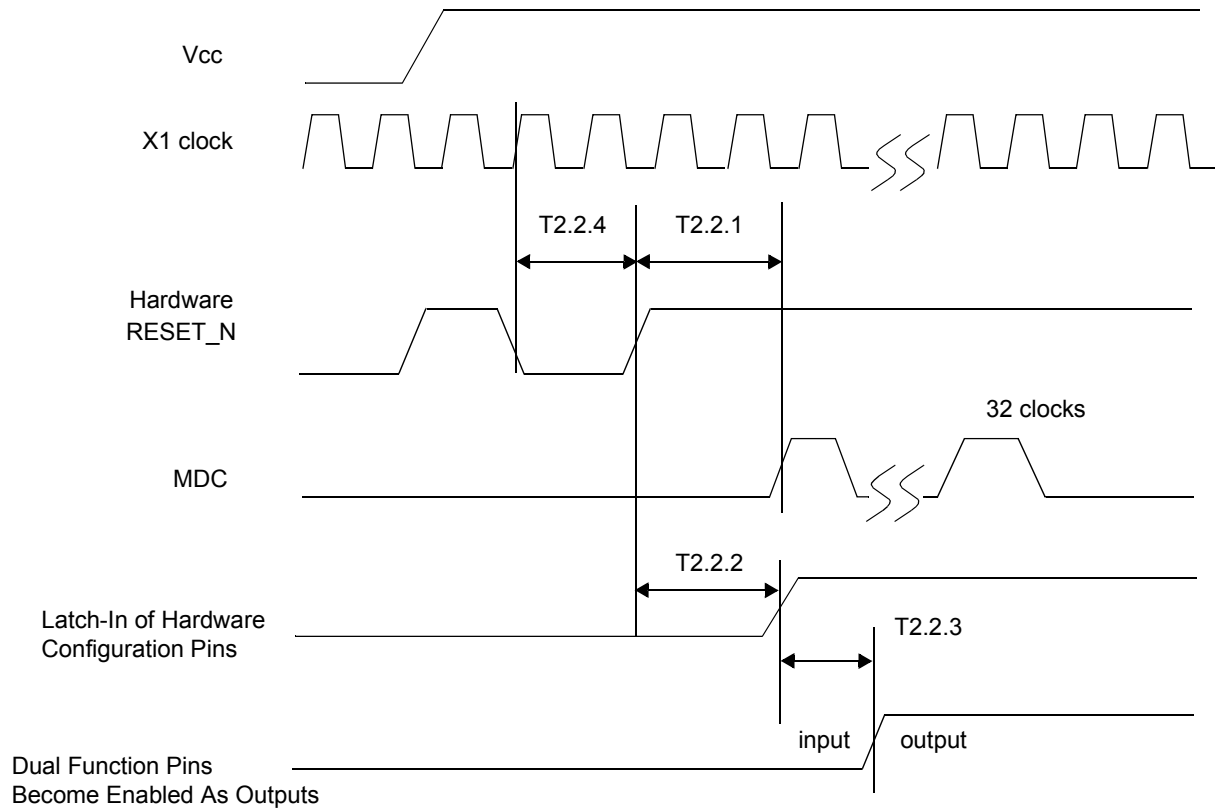 Vcc
X1 clock
T2.2.4
T2.2.1
Hardware
RESET_N
32 clocks
MDC
T2.2.2
Latch-In of Hardware
Configuration Pins
T2.2.3
input
output
Dual Function Pins
Become Enabled As Outputs